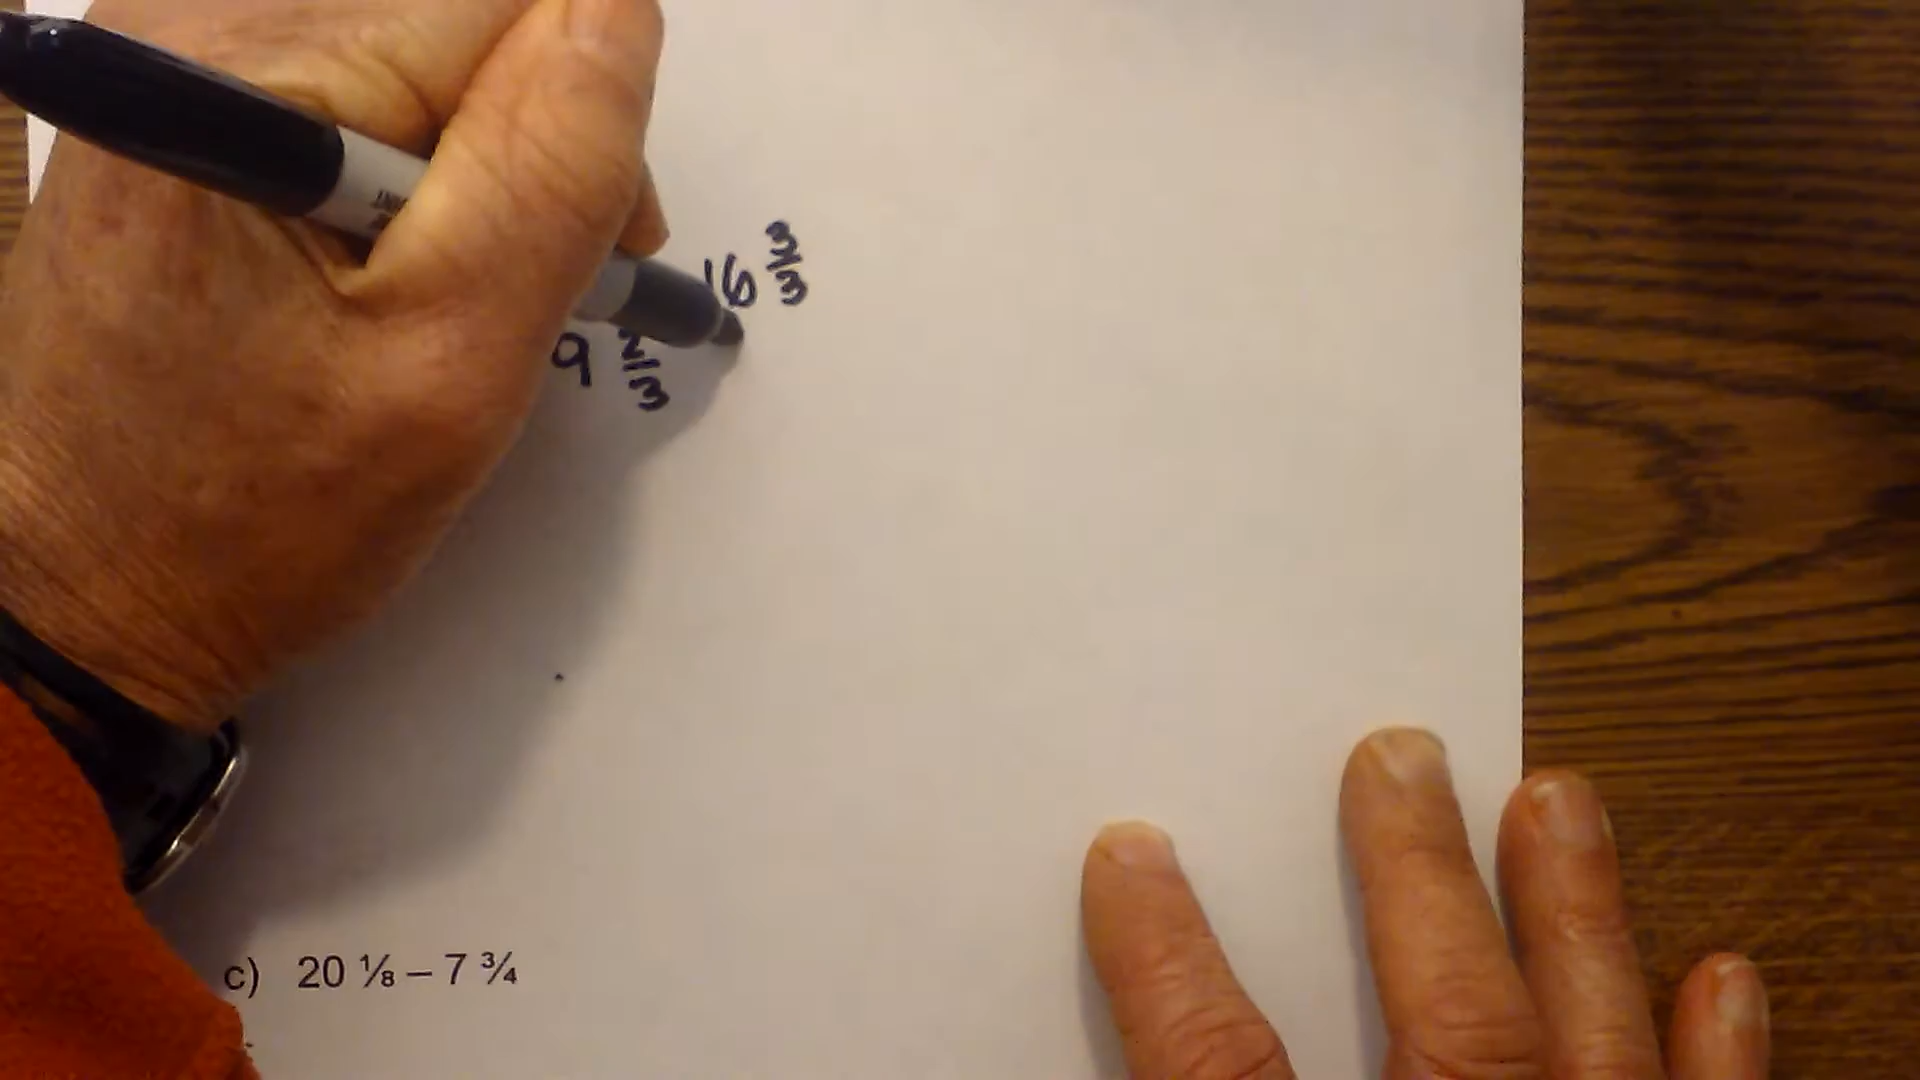 16 3/3
9 2/3
c) 20 ⅛ – 7 ¾